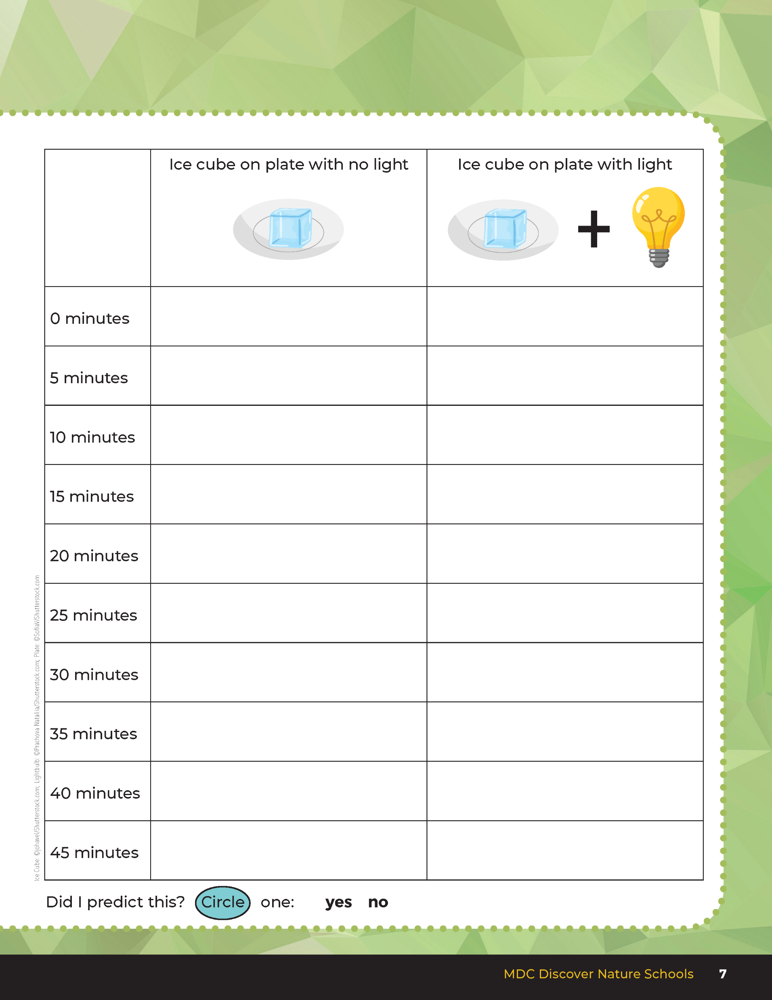 Ice cube on plate with no light
Ice cube on plate with light
0 minutes
5 minutes
10 minutes
15 minutes
20 minutes
25 minutes
30 minutes
35 minutes
40 minutes
45 minutes
Ice Cube: ©johavel/Shutterstock.com; Lightbulb: ©Prachova Nataliia/Shutterstock.com; Plate: ©SofiaV/Shutterstock.com
Did I predict this? Circle one: yes no
MDC Discover Nature Schools 7